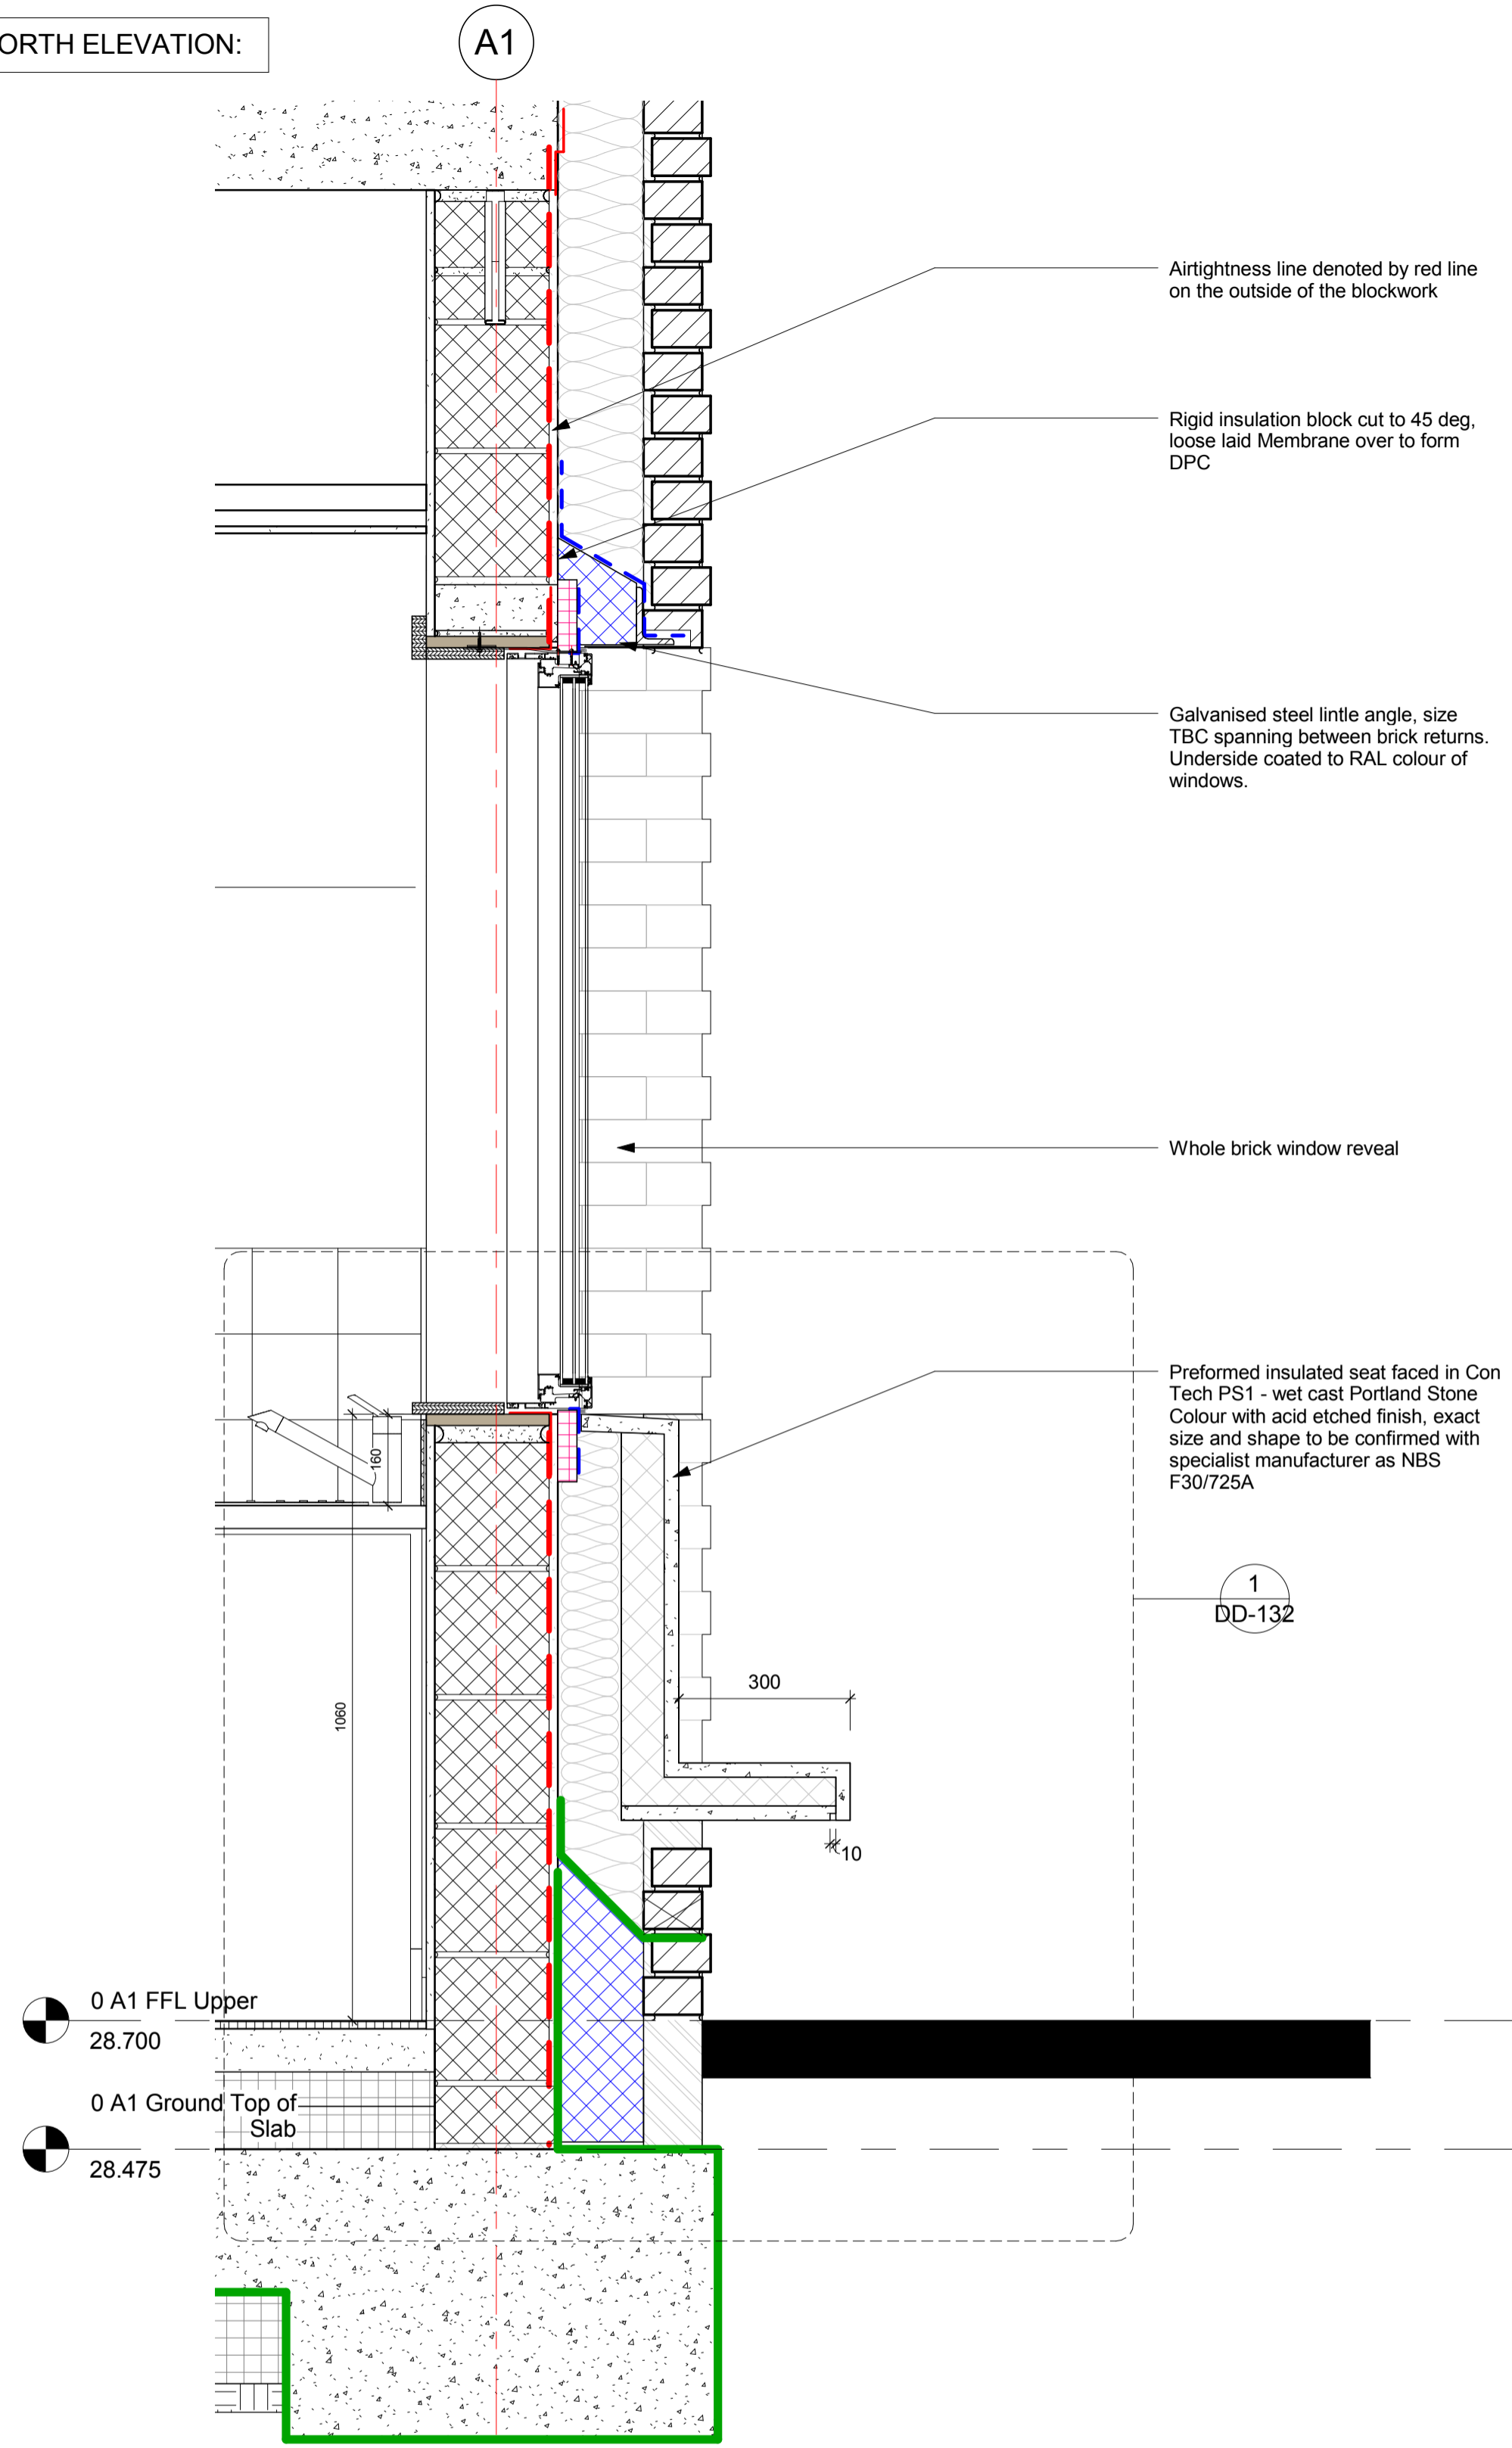 ORTH ELEVATION:
A1
Airtightness line denoted by red line
on the outside of the blockwork
Rigid insulation block cut to 45 deg,
loose laid Membrane over to form
DPC
Galvanised steel lintle angle, size
TBC spanning between brick returns.
Underside coated to RAL colour of
windows.
Whole brick window reveal
Preformed insulated seat faced in Con
Tech PS1 - wet cast Portland Stone
Colour with acid etched finish, exact
size and shape to be confirmed with
specialist manufacturer as NBS
F30/725A
160
1
DD-132
300
1060
10
0 A1 FFL Upper
28.700
0 A1 Ground Top of
Slab
28.475